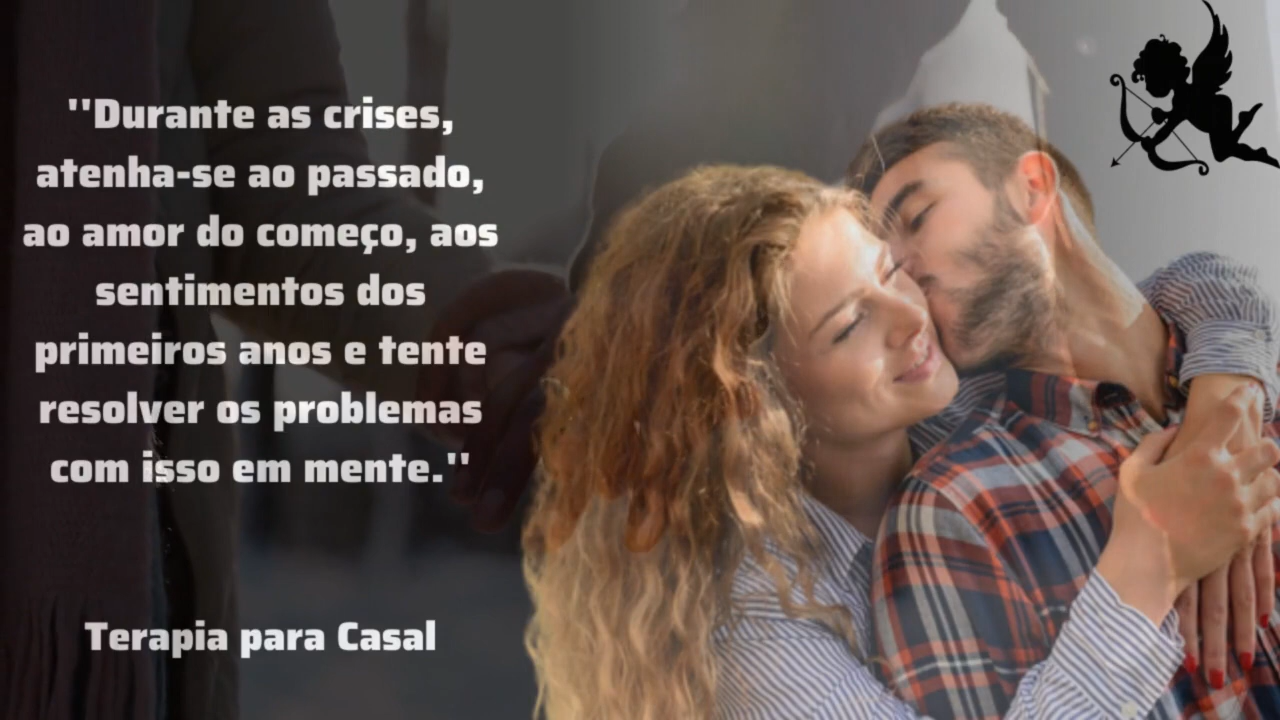 "Durante as crises,
atenha-se ao passado,
ao amor do começo, aos
sentimentos dos
primeiros anos e tente
resolver os problemas
com isso em mente."
Terapia para Casal